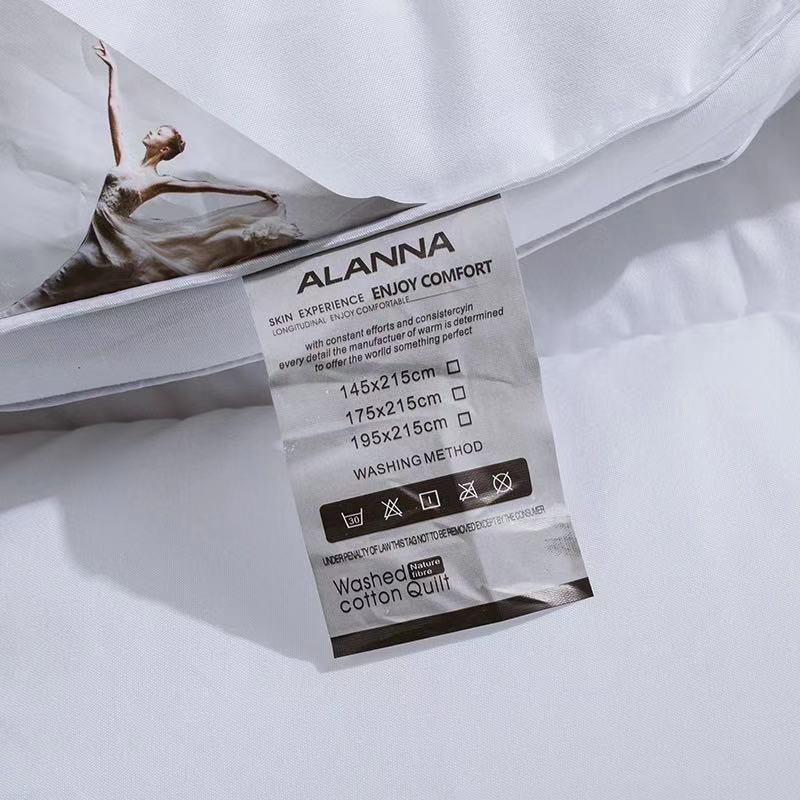 ALANNA
SKIN EXPERIENCE ENJOY COMFORT
LONGITUDINAL ENJOY COMFORTABLE
with constant efforts and consistercyin
every detail the manufactuer of warm is determined
to offer the world something perfect
145x215cm
175x215cm
195x215cm
WASHING METHOD
30
UNDER PENALTY OF LAW THIS TAG NOT TO BE REMOVED EXCEPT BY THE CONSUMER
Washed Nature fibre
cotton Quilt